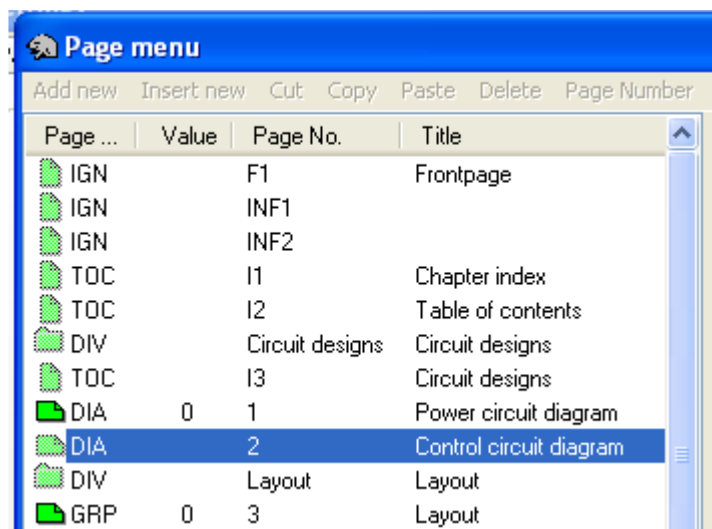 Page menu
Add new Insert new Cut Copy Paste Delete Page Number
Page ... Value Page No. Title
IGN F1 Frontpage
IGN INF1
IGN INF2
TOC I1 Chapter index
TOC I2 Table of contents
DIV Circuit designs Circuit designs
TOC I3 Circuit designs
DIA 0 1 Power circuit diagram
DIA 2 Control circuit diagram
DIV Layout Layout
GRP 0 3 Layout